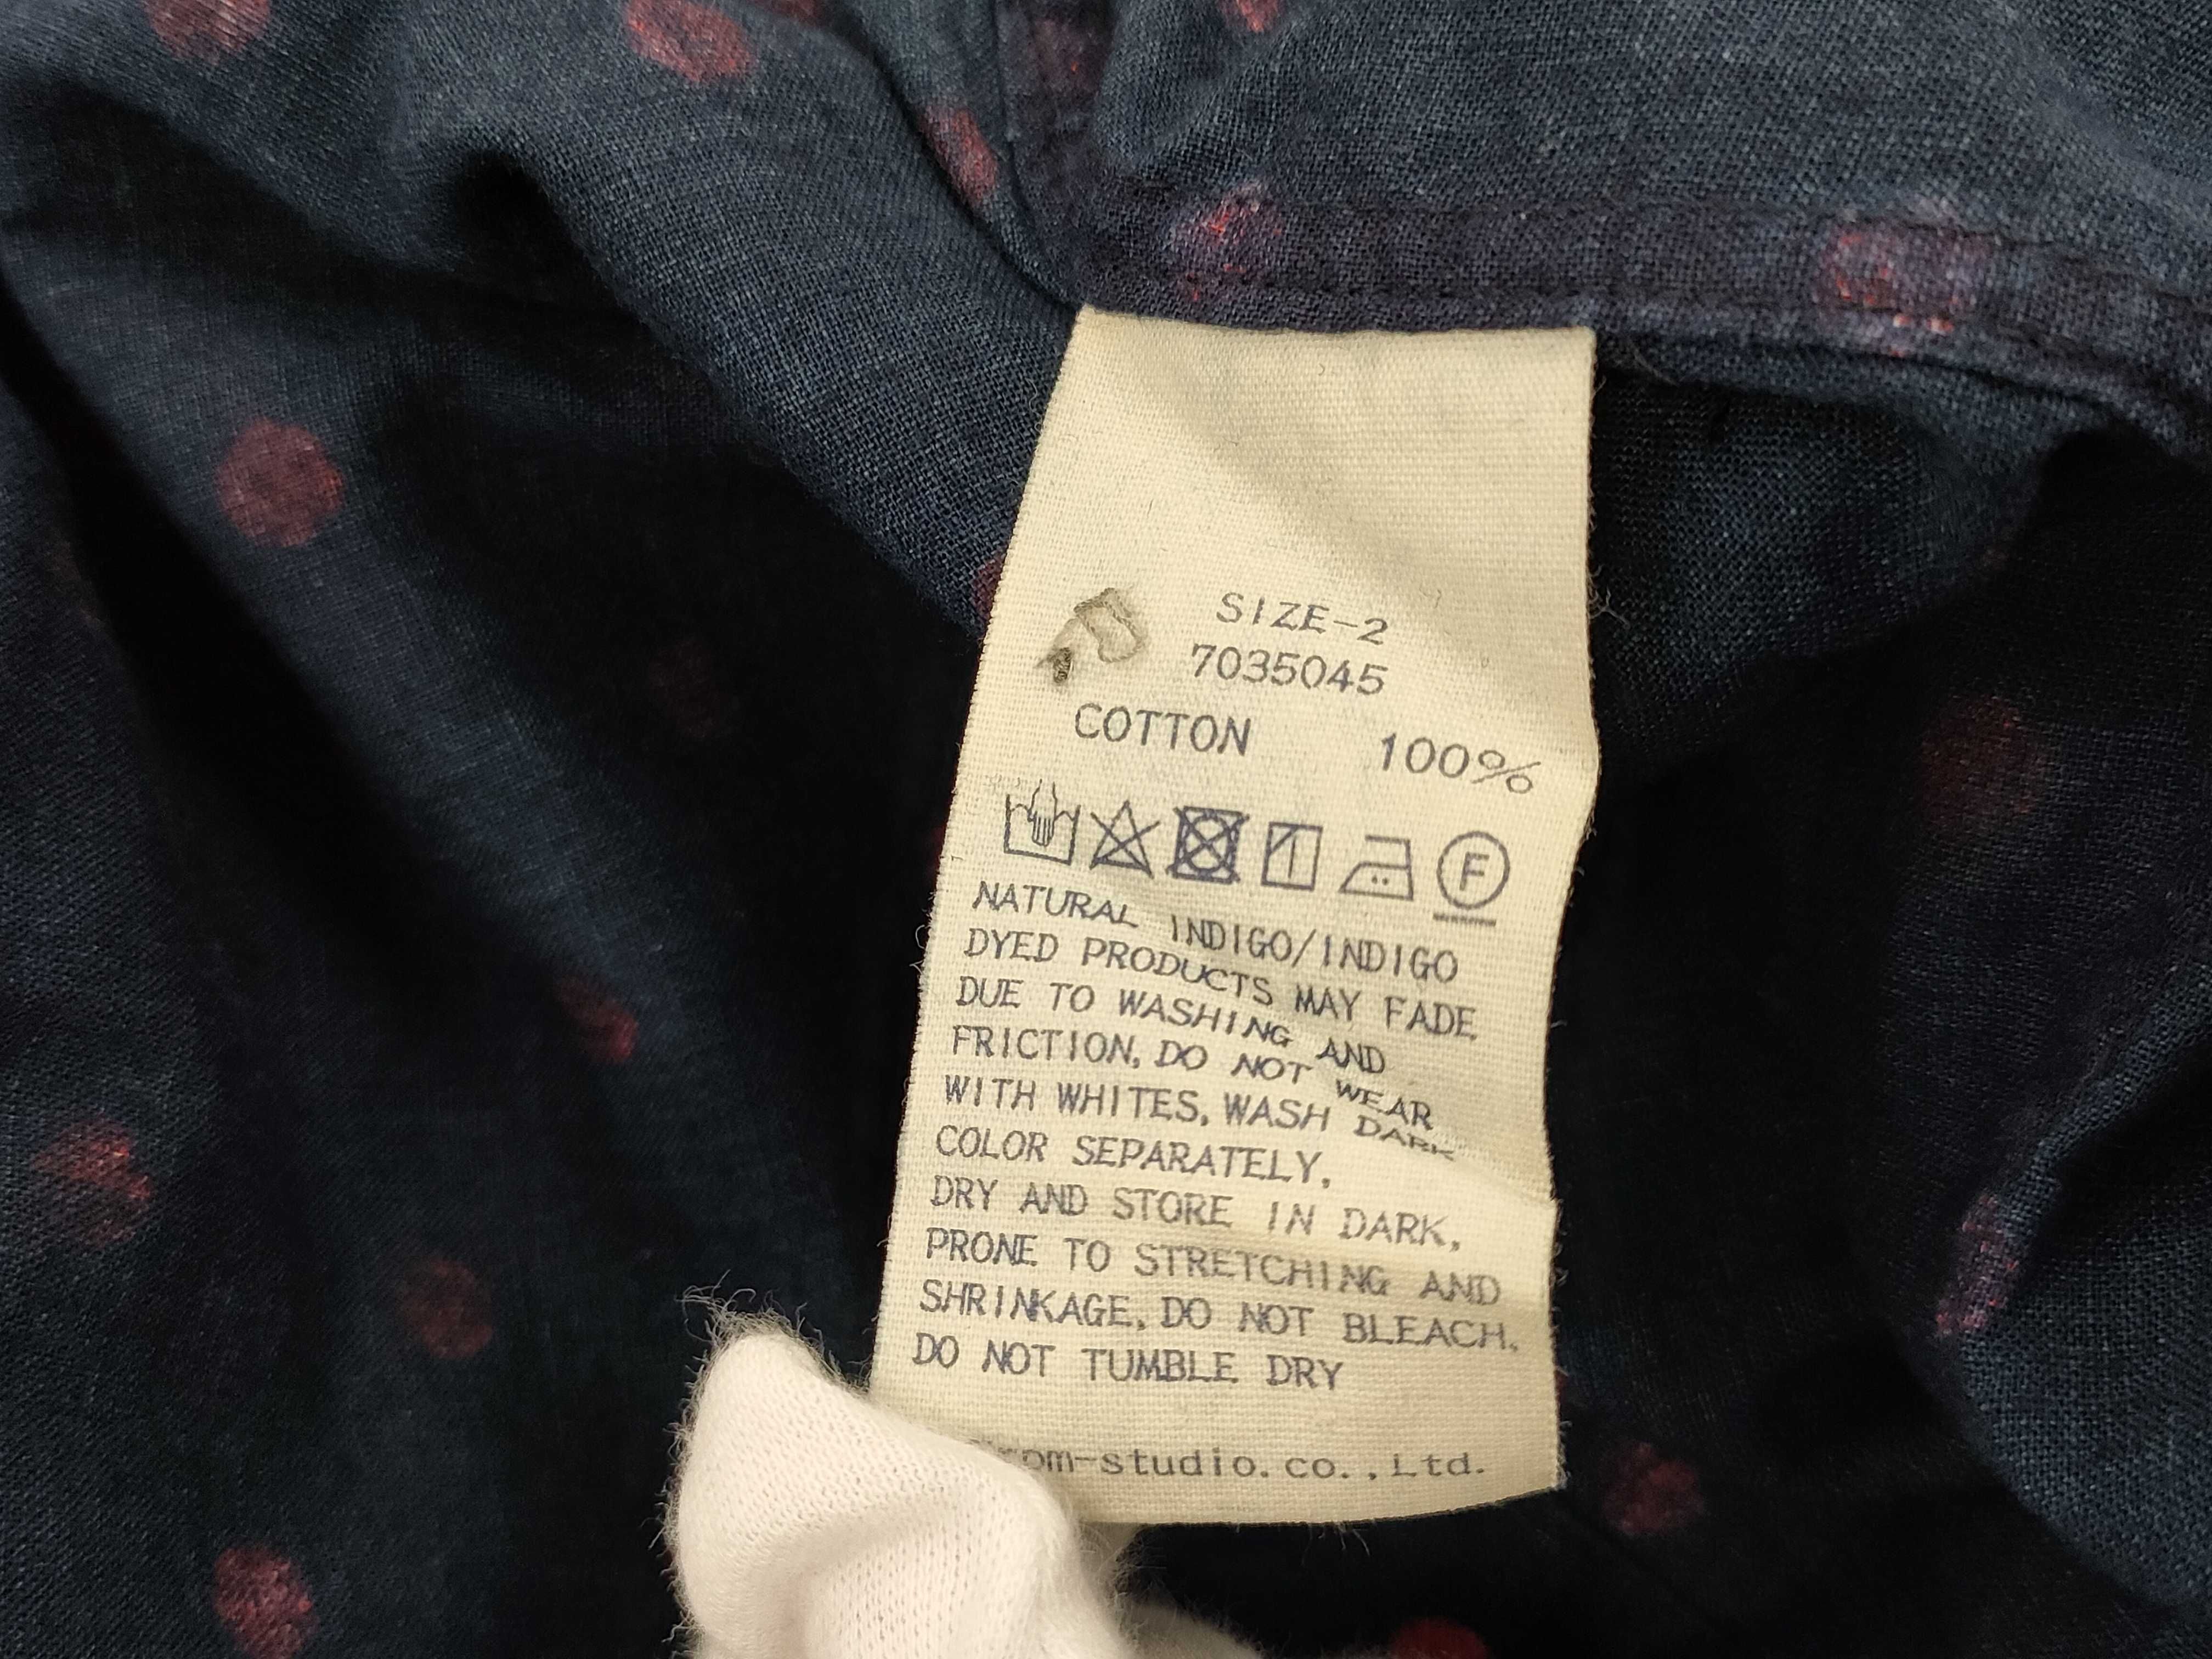 SIZE-2
7035045
COTTON 100%
F
NATURAL INDIGO/INDIGO
DYED PRODUCTS MAY FADE
DUE TO WASHING AND
FRICTION, DO NOT WEAR
WITH WHITES, WASH DARK
COLOR SEPARATELY,
DRY AND STORE IN DARK,
PRONE TO STRETCHING AND
SHRINKAGE, DO NOT BLEACH,
DO NOT TUMBLE DRY
-studio.co.,Ltd.